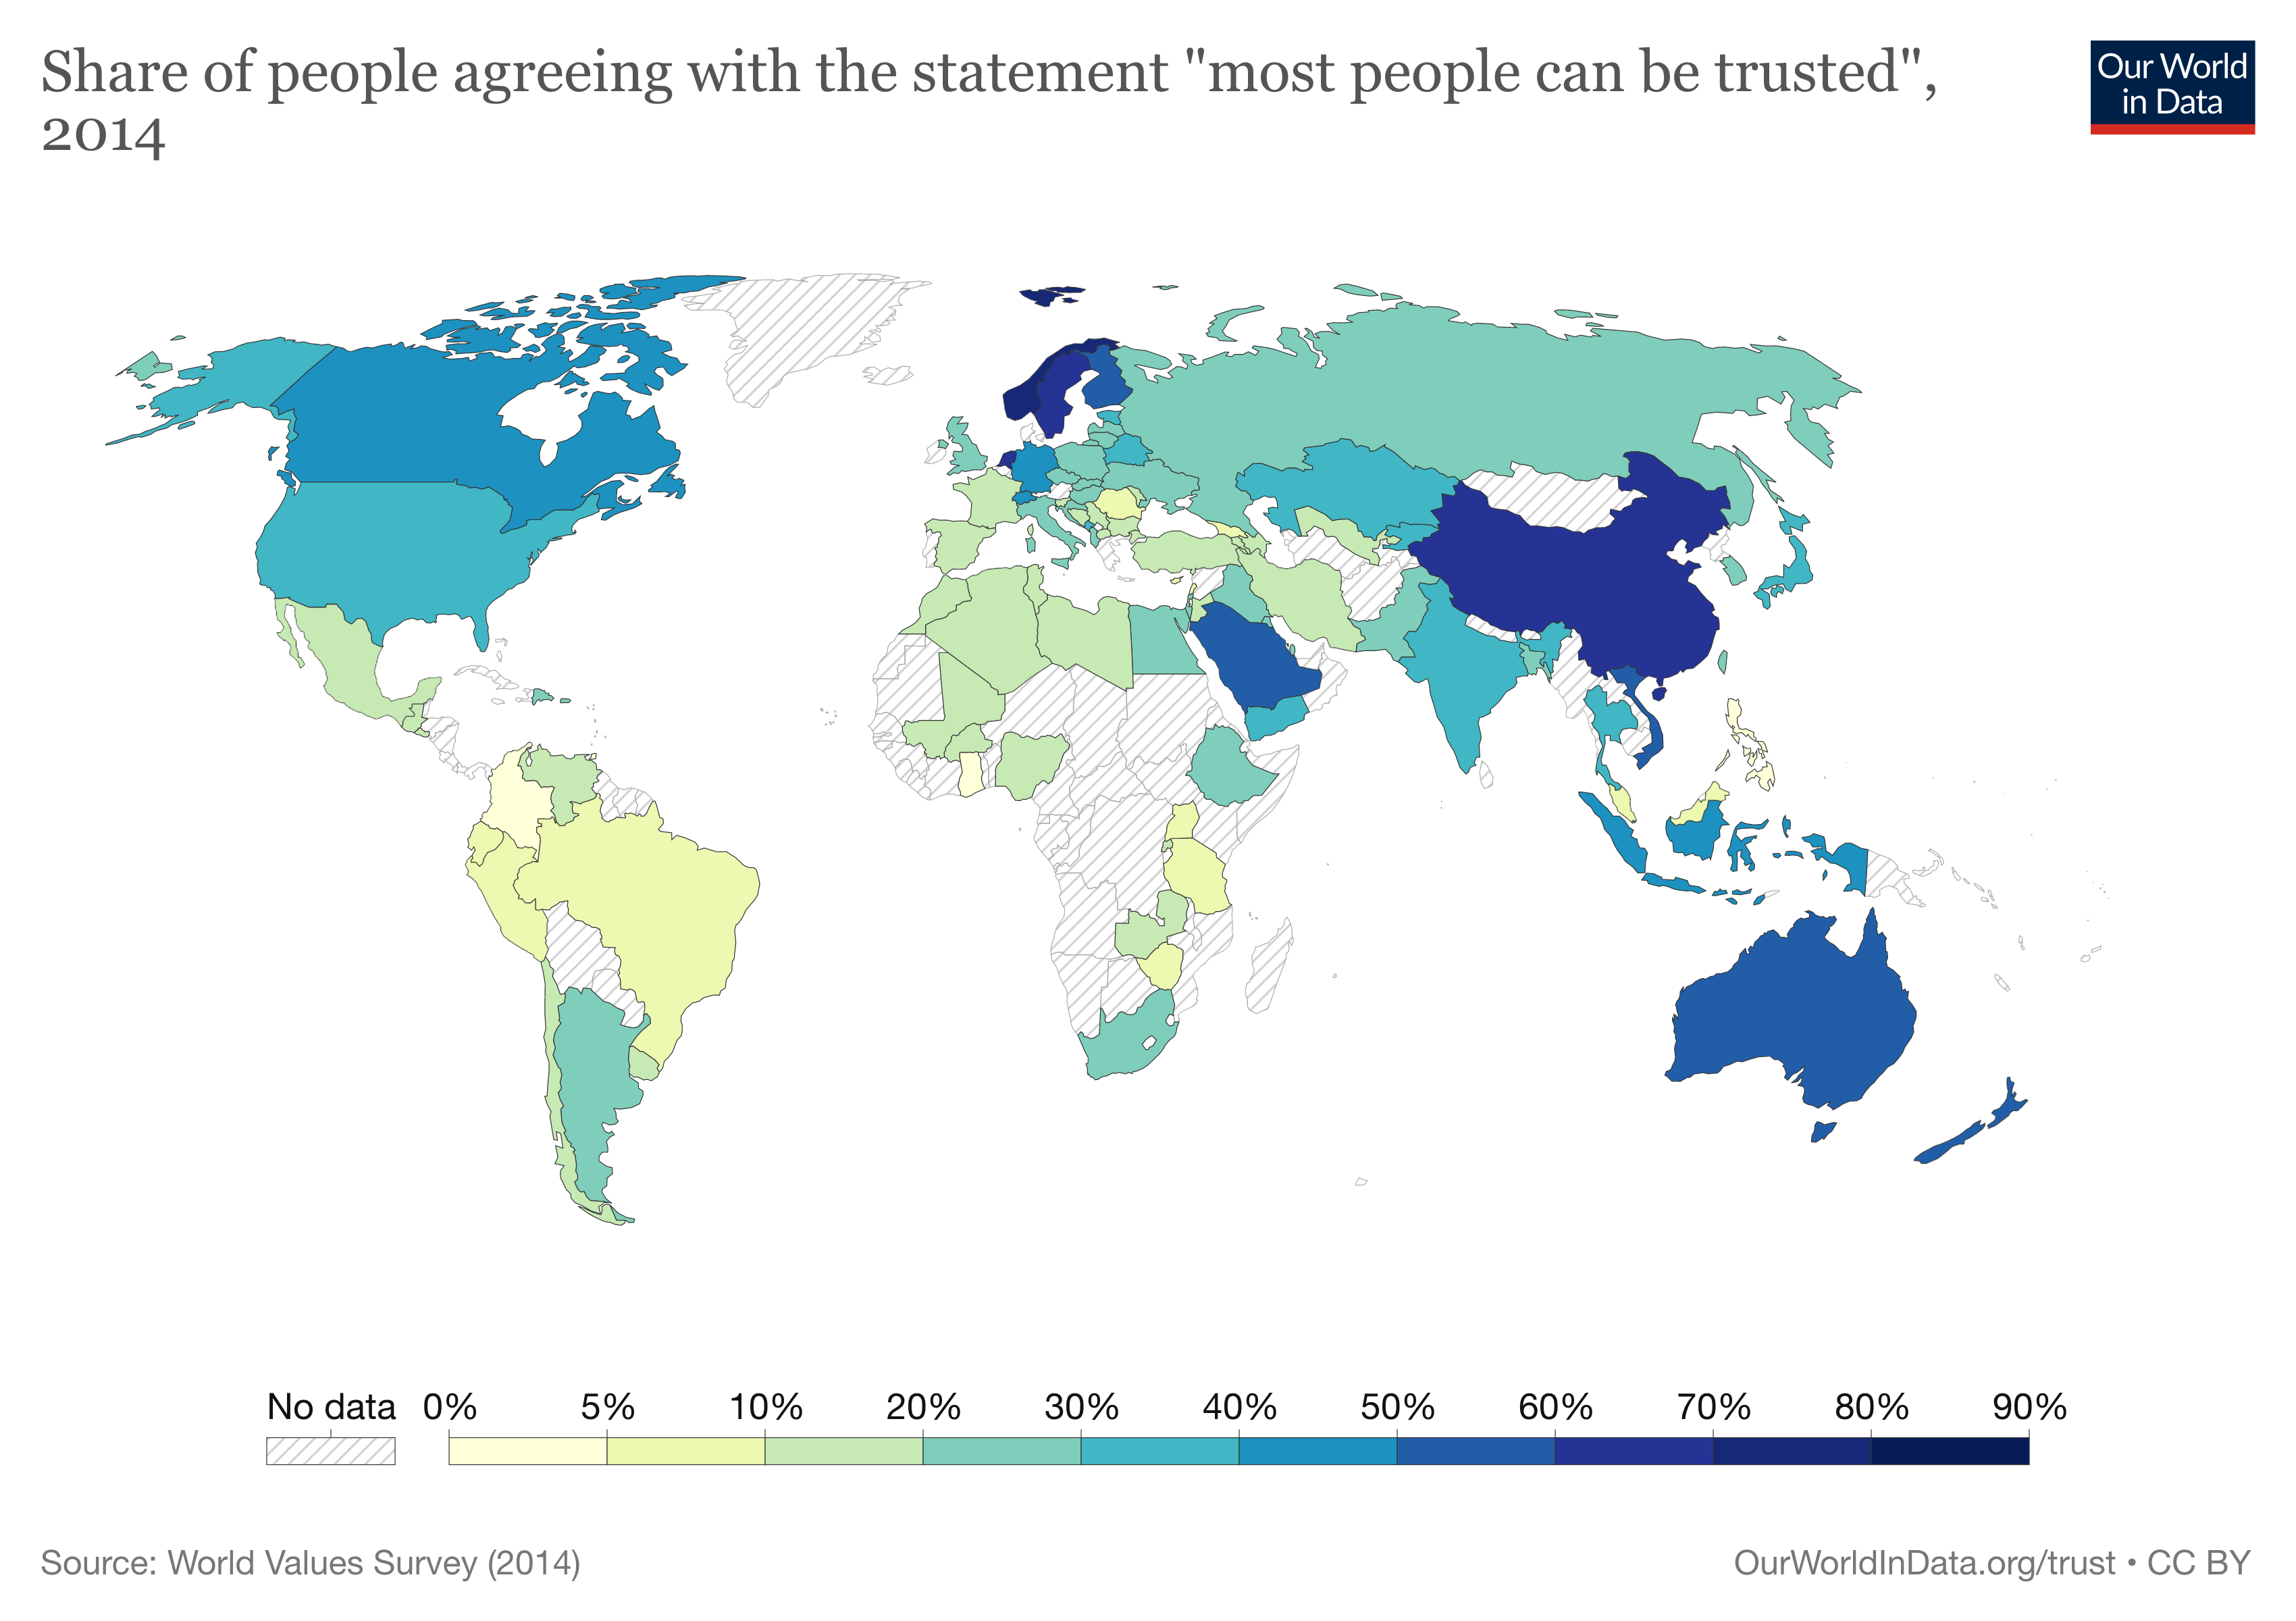 Share of people agreeing with the statement "most people can be trusted",
2014
Our World
in Data
No data 0% 5% 10% 20% 30% 40% 50% 60% 70% 80% 90%
Source: World Values Survey (2014)
OurWorldInData.org/trust • CC BY